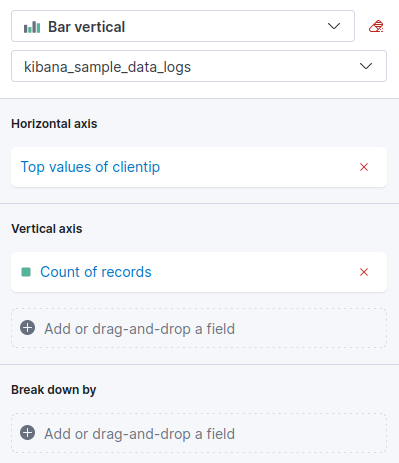 Bar vertical
kibana_sample_data_logs
Horizontal axis
Top values of clientip
Vertical axis
Count of records
Add or drag-and-drop a field
Break down by
Add or drag-and-drop a field